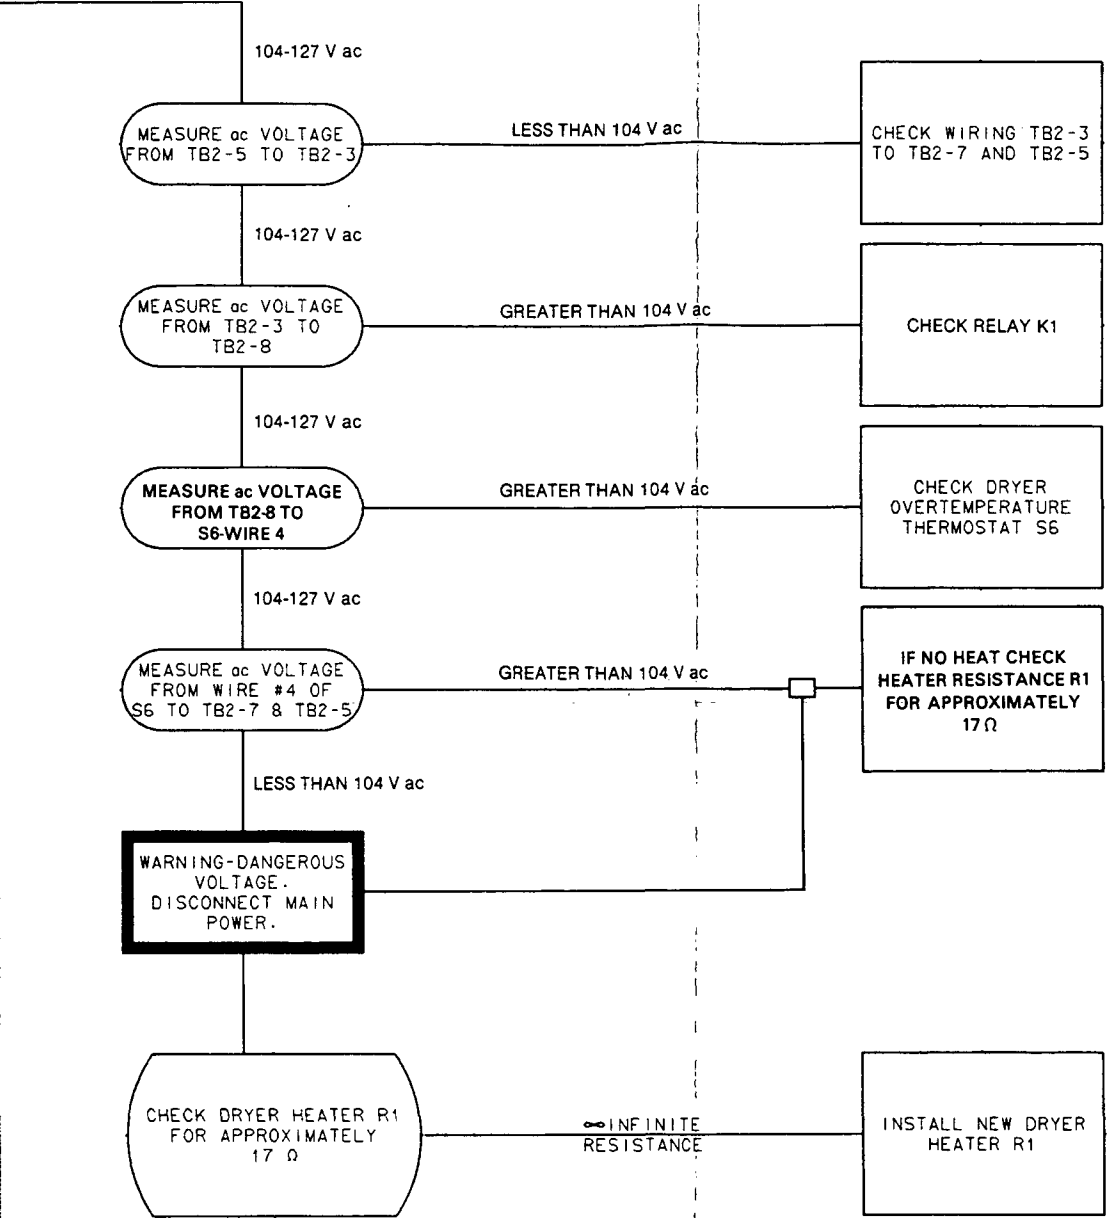 104-127 V ac
MEASURE ac VOLTAGE
FROM TB2-5 TO TB2-3
LESS THAN 104 V ac
CHECK WIRING TB2-3
TO TB2-7 AND TB2-5
104-127 V ac
MEASURE ac VOLTAGE
FROM TB2-3 TO
TB2-8
GREATER THAN 104 V ac
CHECK RELAY K1
104-127 V ac
MEASURE ac VOLTAGE
FROM TB2-8 TO
S6-WIRE 4
GREATER THAN 104 V ac
CHECK DRYER
OVERTEMPERATURE
THERMOSTAT S6
104-127 V ac
MEASURE ac VOLTAGE
FROM WIRE #4 OF
S6 TO TB2-7 & TB2-5
GREATER THAN 104 V ac
IF NO HEAT CHECK
HEATER RESISTANCE R1
FOR APPROXIMATELY
17 Ω
LESS THAN 104 V ac
WARNING-DANGEROUS
VOLTAGE.
DISCONNECT MAIN
POWER.
CHECK DRYER HEATER R1
FOR APPROXIMATELY
17 Ω
∞ INFINITE
RESISTANCE
INSTALL NEW DRYER
HEATER R1